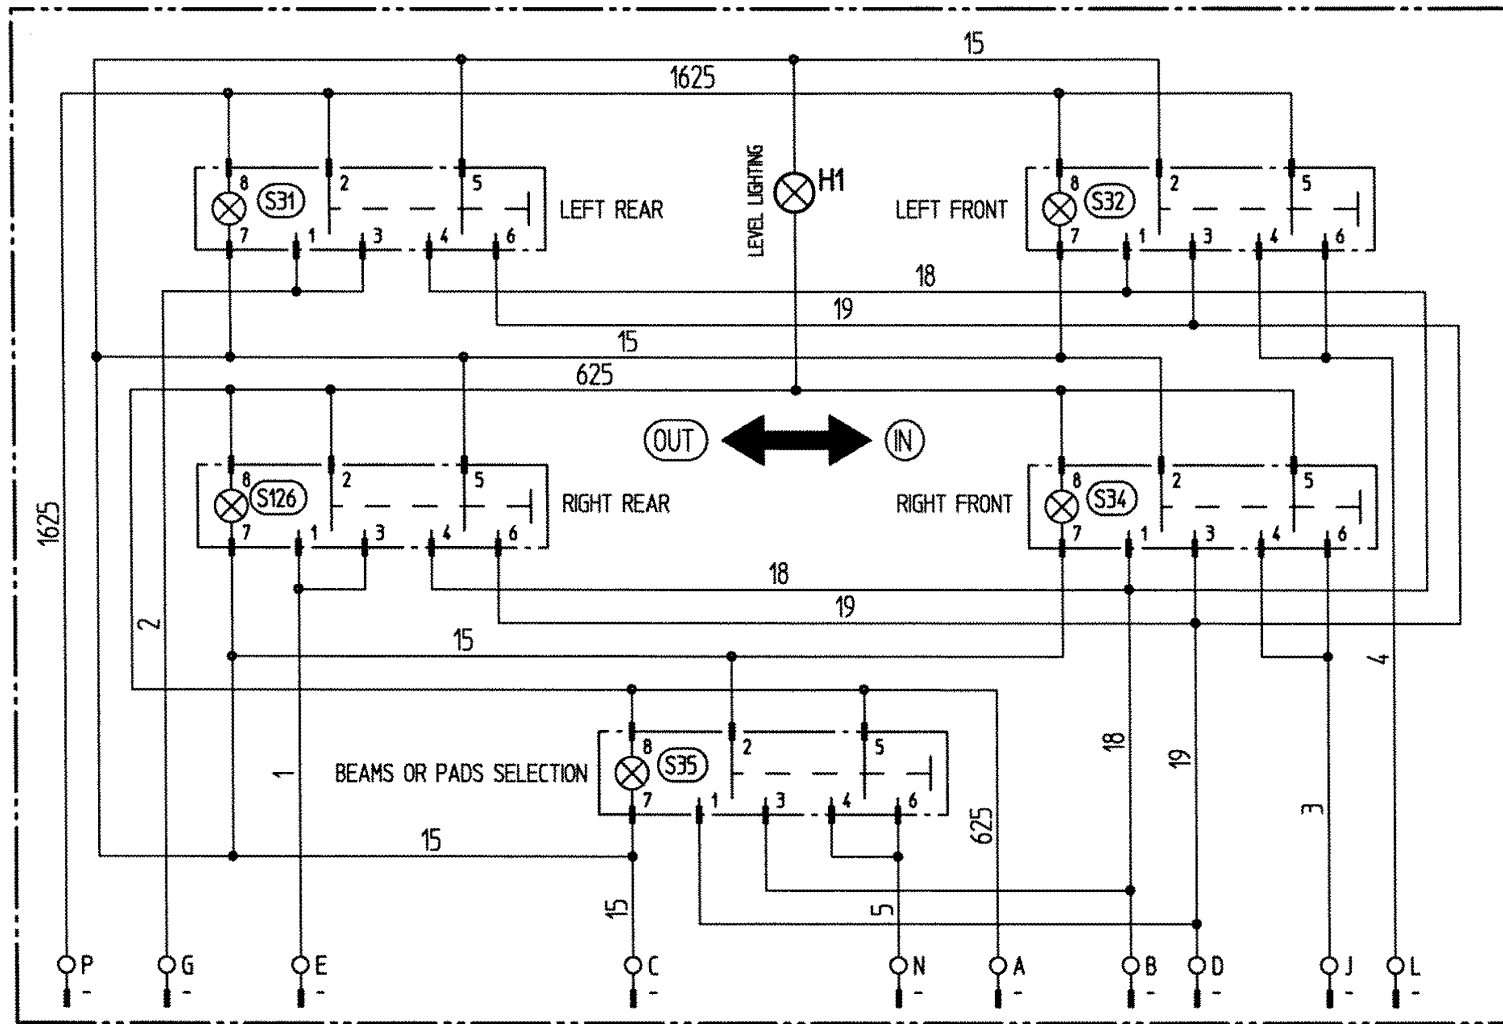 15
1625
LEVEL LIGHTING
H1
8
S31
2
5
LEFT REAR
7
1
3
4
6
LEFT FRONT
8
S32
2
5
7
1
3
4
6
18
19
15
625
OUT
IN
8
S126
2
5
RIGHT REAR
7
1
3
4
6
RIGHT FRONT
8
S34
2
5
7
1
3
4
6
1625
18
19
2
15
4
BEAMS OR PADS SELECTION
8
S35
2
5
7
1
3
4
6
1
18
19
3
625
15
15
5
P
G
E
C
N
A
B
D
J
L
- - - - - - - - - -